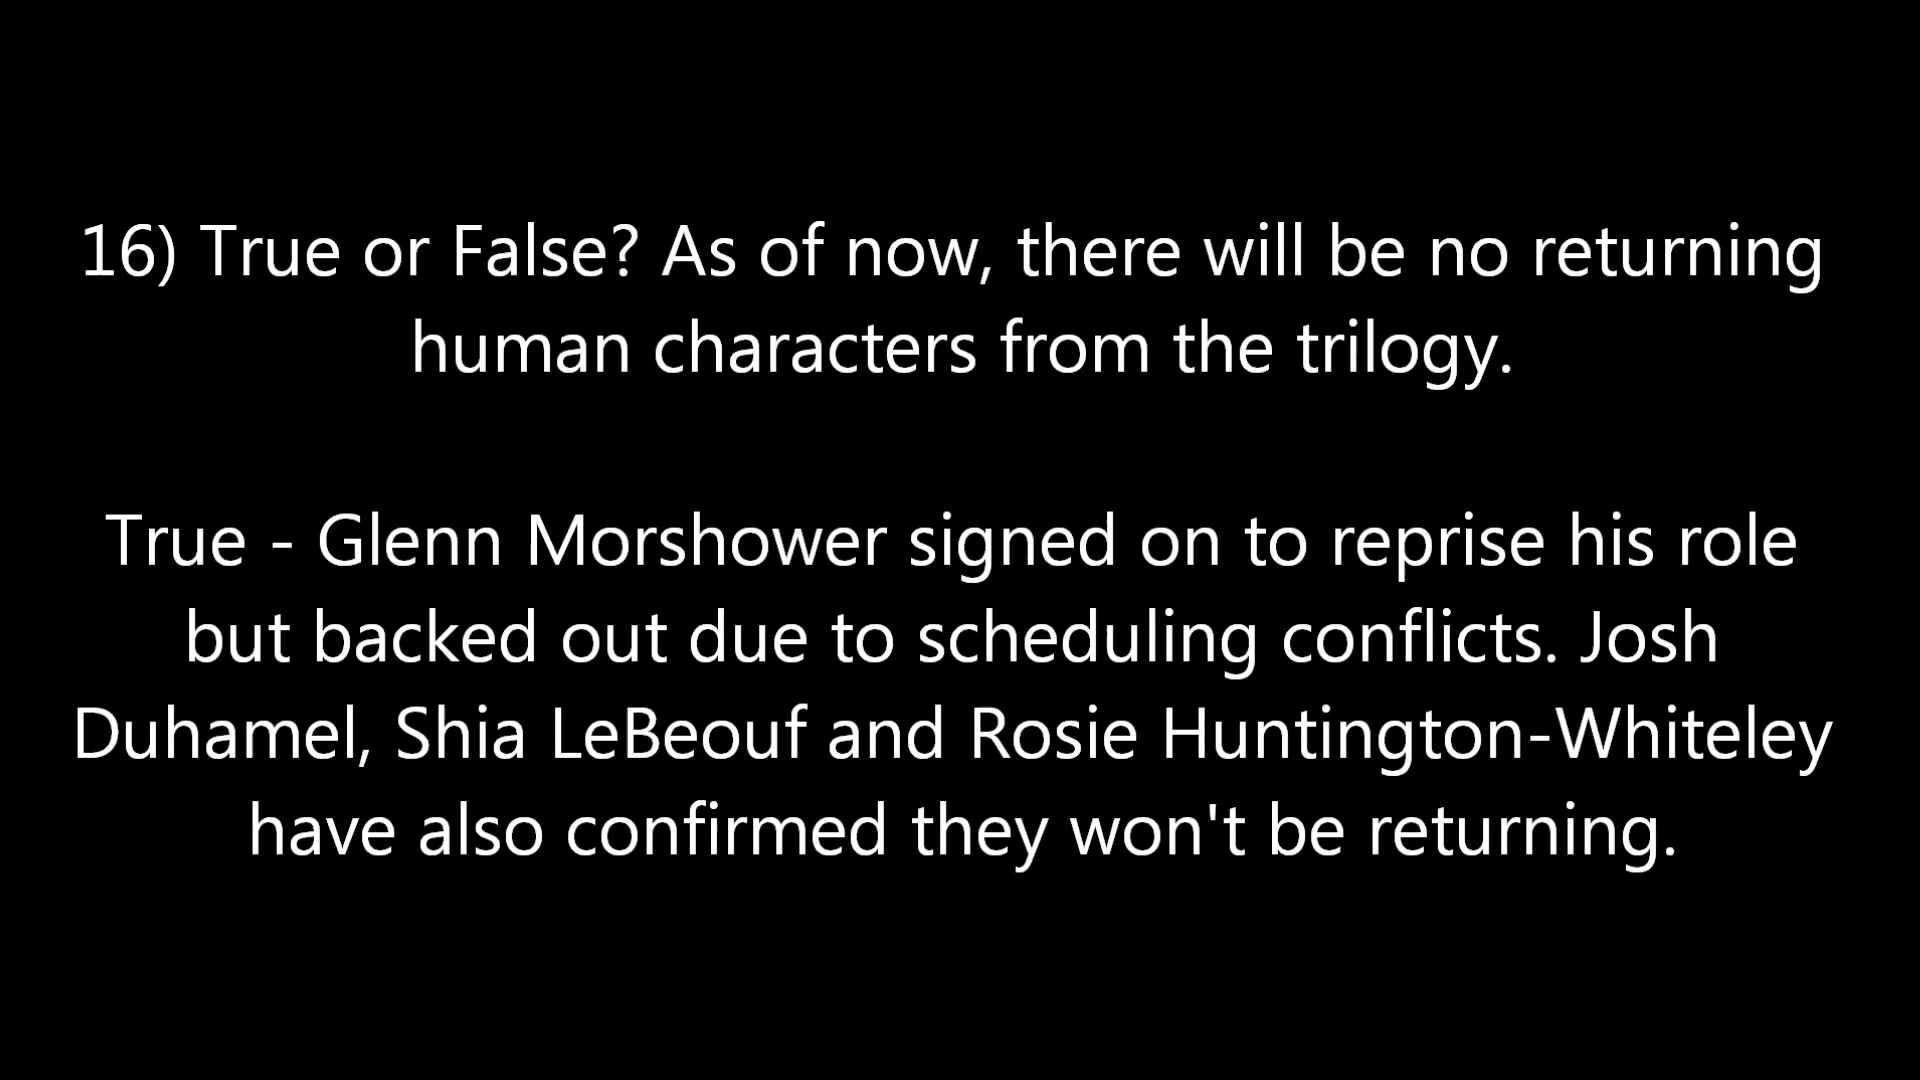 16) True or False? As of now, there will be no returning
human characters from the trilogy.
True - Glenn Morshower signed on to reprise his role
but backed out due to scheduling conflicts. Josh
Duhamel, Shia LeBeouf and Rosie Huntington-Whiteley
have also confirmed they won't be returning.